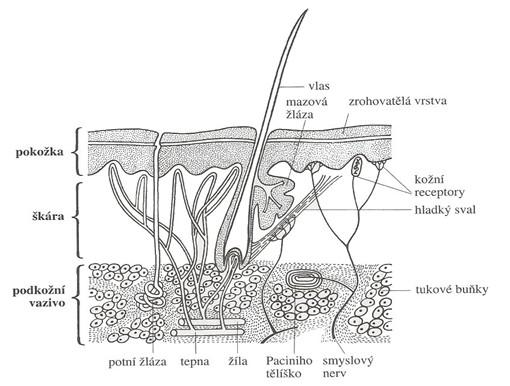 vlas
mazová
žláza
zrohovatělá vrstva
pokožka
kožní
receptory
škára
hladký sval
podkožní
vazivo
tukové buňky
potní žláza
tepna
žíla
Paciniho
tělísko
smyslový
nerv